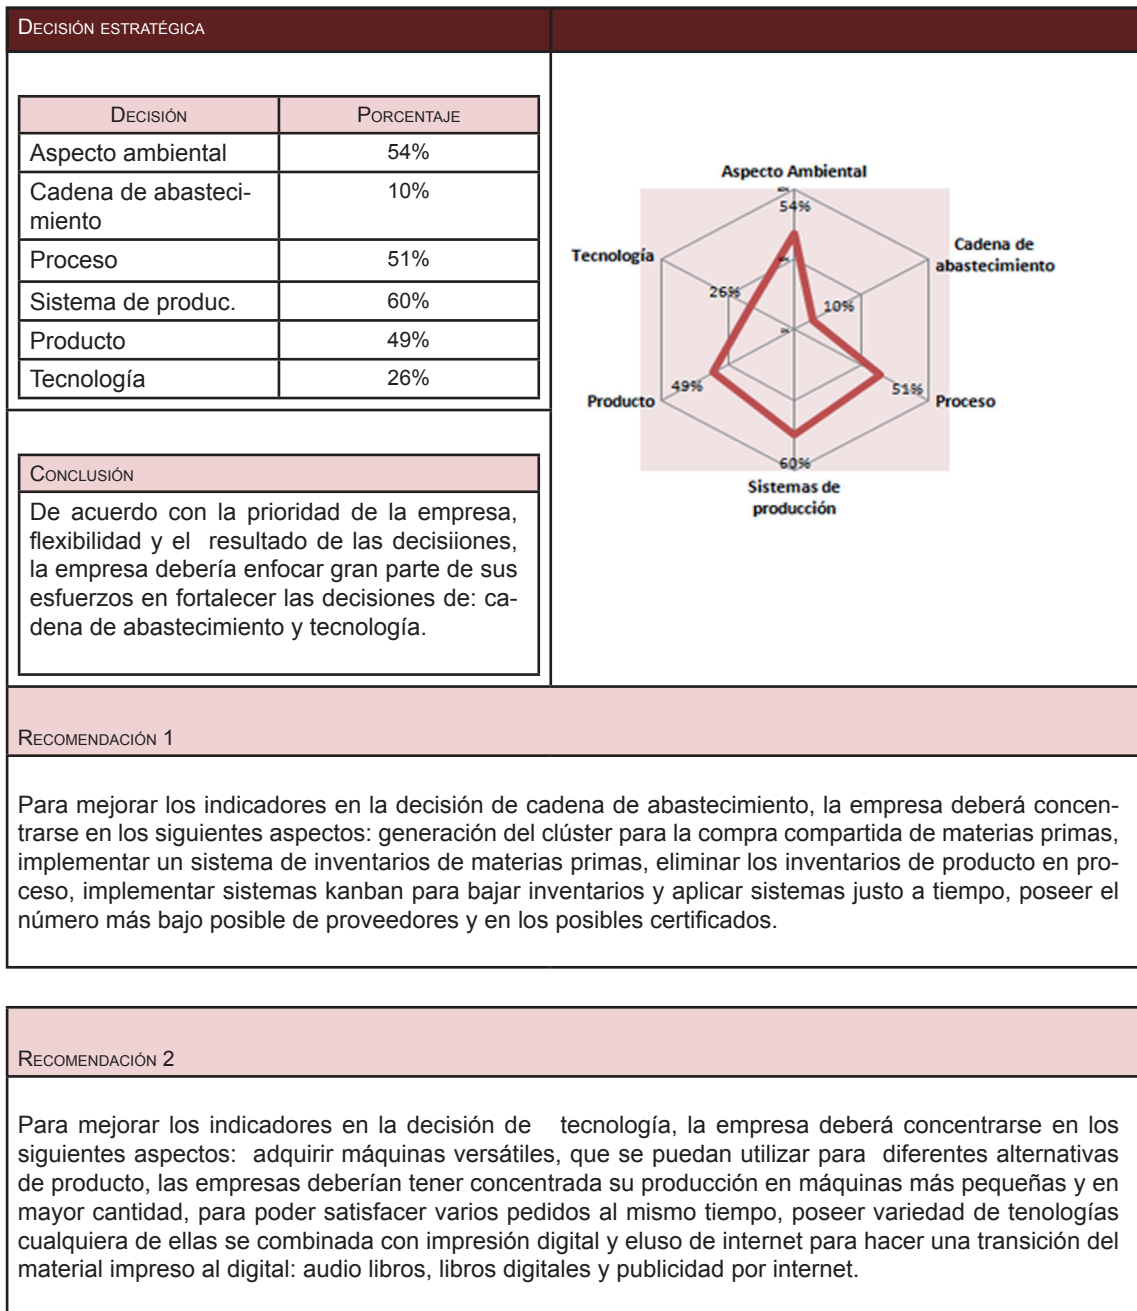 Decisión estratégica
Decisión Porcentaje
Aspecto ambiental 54%
Cadena de abasteci- 10%
miento
Proceso 51%
Sistema de produc. 60%
Producto 49%
Tecnología 26%
Conclusión
De acuerdo con la prioridad de la empresa,
flexibilidad y el resultado de las decisiiones,
la empresa debería enfocar gran parte de sus
esfuerzos en fortalecer las decisiones de: ca-
dena de abastecimiento y tecnología.
Aspecto Ambiental
54%
Cadena de
abastecimiento
10%
Tecnología
26%
Producto
49%
51%
Proceso
60%
Sistemas de
producción
Recomendación 1
Para mejorar los indicadores en la decisión de cadena de abastecimiento, la empresa deberá concen-
trarse en los siguientes aspectos: generación del clúster para la compra compartida de materias primas,
implementar un sistema de inventarios de materias primas, eliminar los inventarios de producto en pro-
ceso, implementar sistemas kanban para bajar inventarios y aplicar sistemas justo a tiempo, poseer el
número más bajo posible de proveedores y en los posibles certificados.
Recomendación 2
Para mejorar los indicadores en la decisión de tecnología, la empresa deberá concentrarse en los
siguientes aspectos: adquirir máquinas versátiles, que se puedan utilizar para diferentes alternativas
de producto, las empresas deberían tener concentrada su producción en máquinas más pequeñas y en
mayor cantidad, para poder satisfacer varios pedidos al mismo tiempo, poseer variedad de tenologías
cualquiera de ellas se combinada con impresión digital y eluso de internet para hacer una transición del
material impreso al digital: audio libros, libros digitales y publicidad por internet.